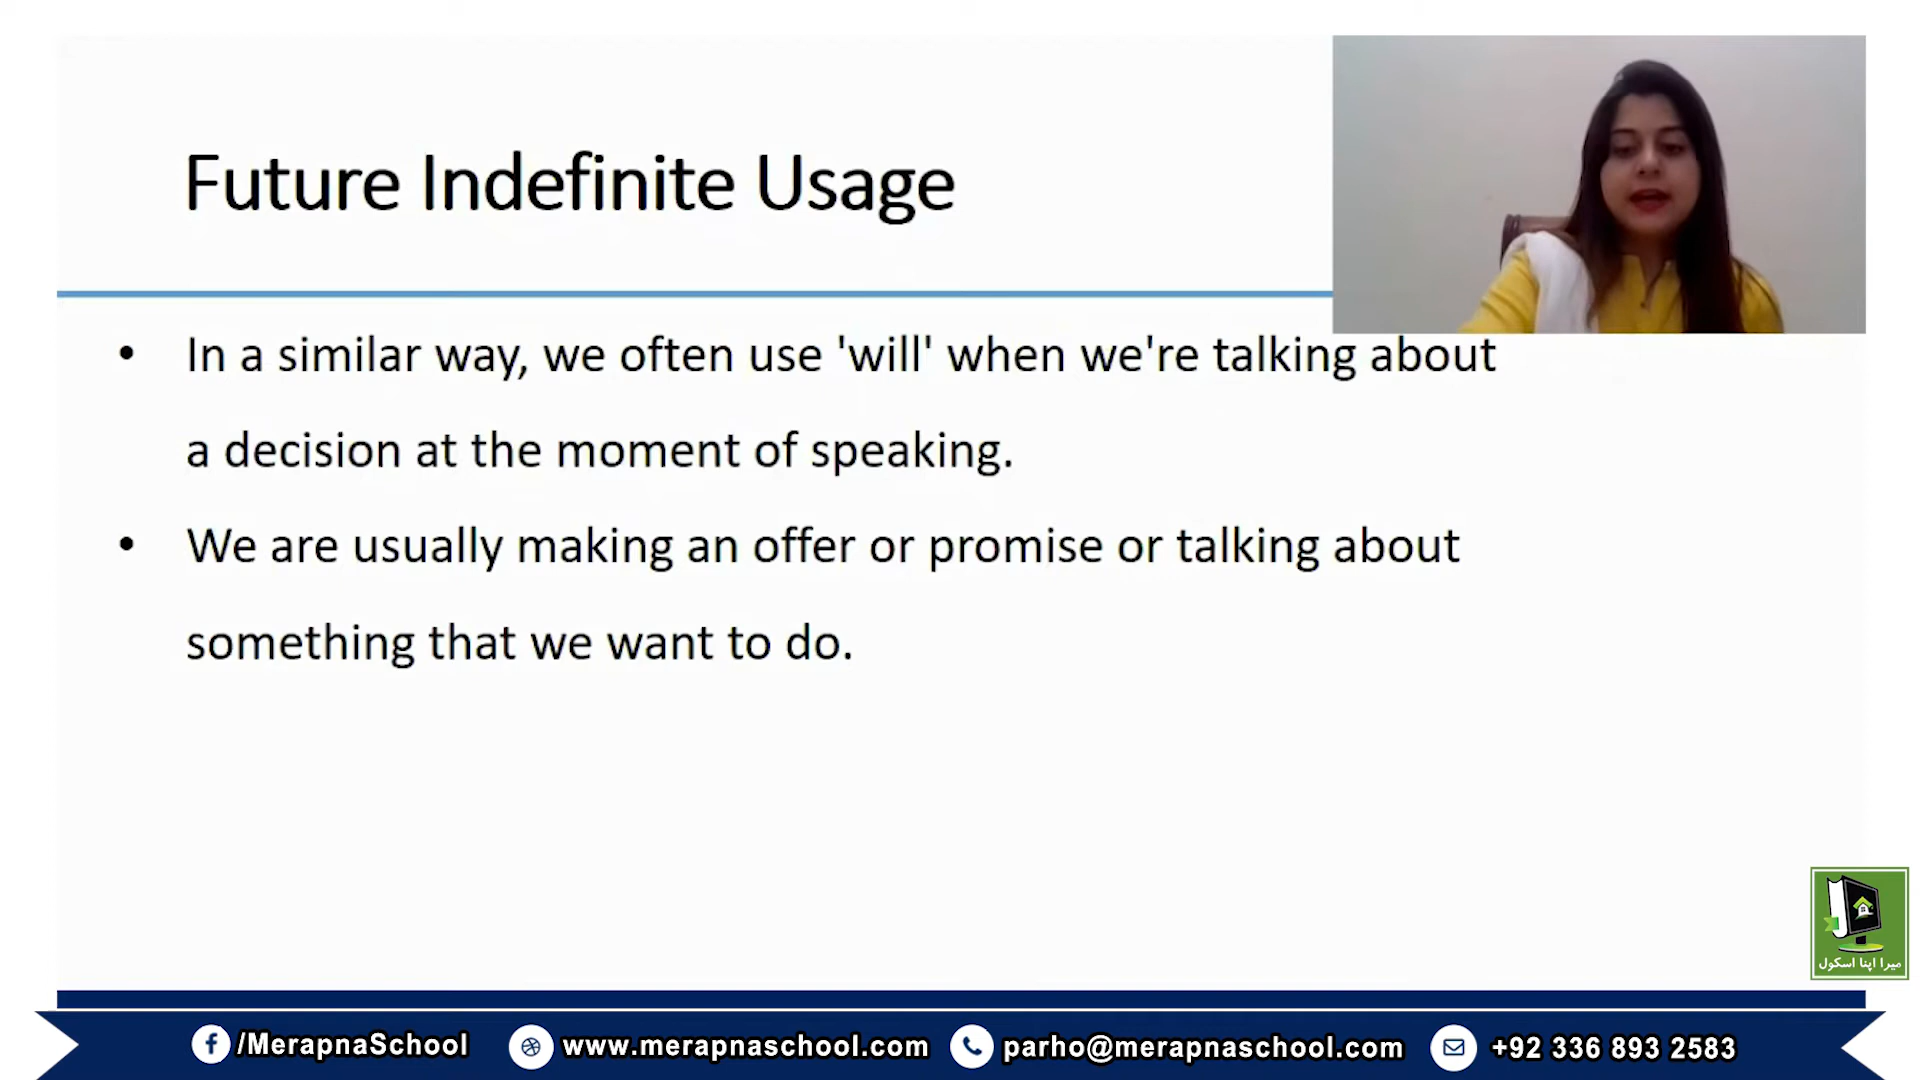 Future Indefinite Usage
• In a similar way, we often use 'will' when we're talking about
a decision at the moment of speaking.
• We are usually making an offer or promise or talking about
something that we want to do.
میرا اپنا اسکول
/MerapnaSchool www.merapnaschool.com parho@merapnaschool.com +92 336 893 2583